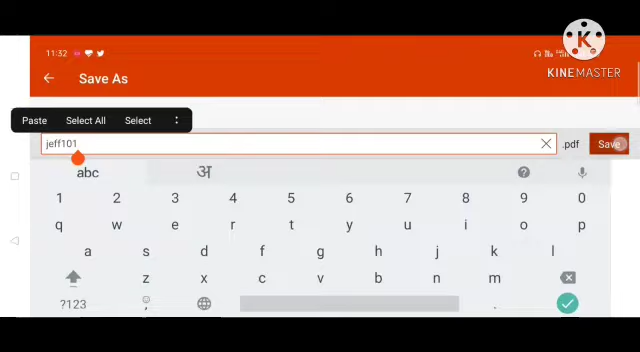 11:32
K
KINEMASTER
Save As
Paste Select All Select
jeff101 .pdf Save
abc अ
1 2 3 4 5 6 7 8 9 0
q w e r t y u i o p
a s d f g h j k l
z x c v b n m
?123 , .